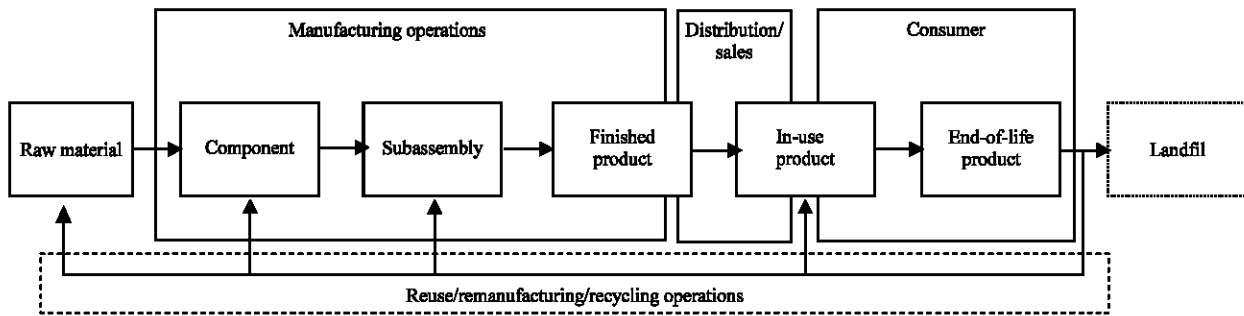 Manufacturing operations
Distribution/
sales
Consumer
Raw material
Component
Subassembly
Finished
product
In-use
product
End-of-life
product
Landfil
Reuse/remanufacturing/recycling operations